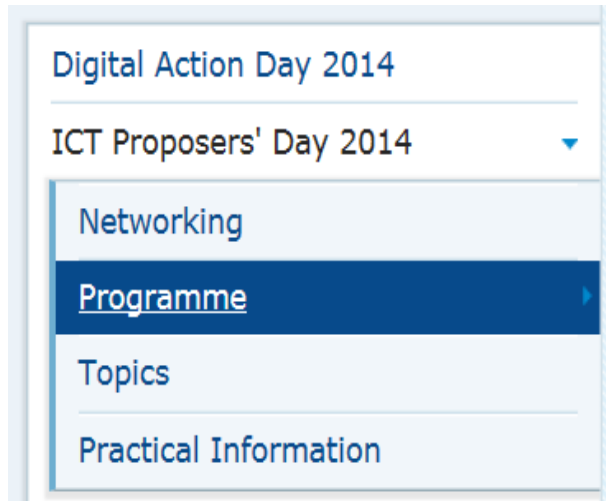 Digital Action Day 2014
ICT Proposers' Day 2014
Networking
Programme
Topics
Practical Information